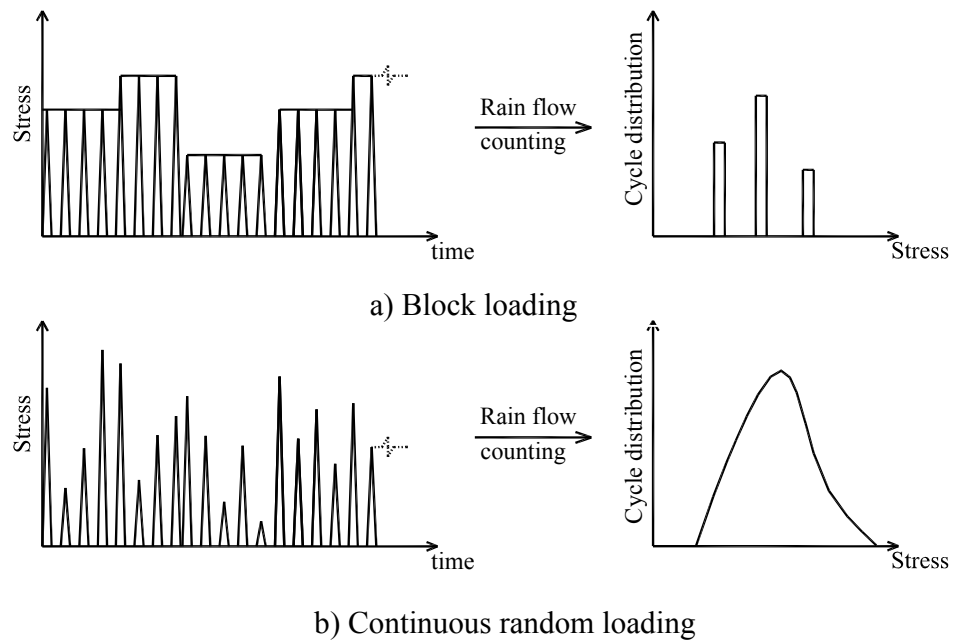 Stress
time
Rain flow
counting
Cycle distribution
Stress
a) Block loading
Stress
time
Rain flow
counting
Cycle distribution
Stress
b) Continuous random loading